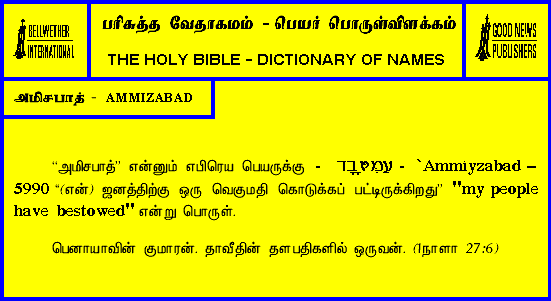 BELLWETHER
INTERNATIONAL
பரிசுத்த வேதாகமம் - பெயர் பொருள்விளக்கம்
THE HOLY BIBLE - DICTIONARY OF NAMES
GOOD NEWS
PUBLISHERS
அமிசபாத் - AMMIZABAD
“அமிசபாத்” என்னும் எபிரெய பெயருக்கு - עַמִּיזָבָד - `Ammiyzabad –
5990 “(என்) ஜனத்திற்கு ஒரு வெகுமதி கொடுக்கப் பட்டிருக்கிறது” "my people
have bestowed" என்று பொருள்.
பெனாயாவின் குமாரன். தாவீதின் தளபதிகளில் ஒருவன். (1நாளா 27:6)